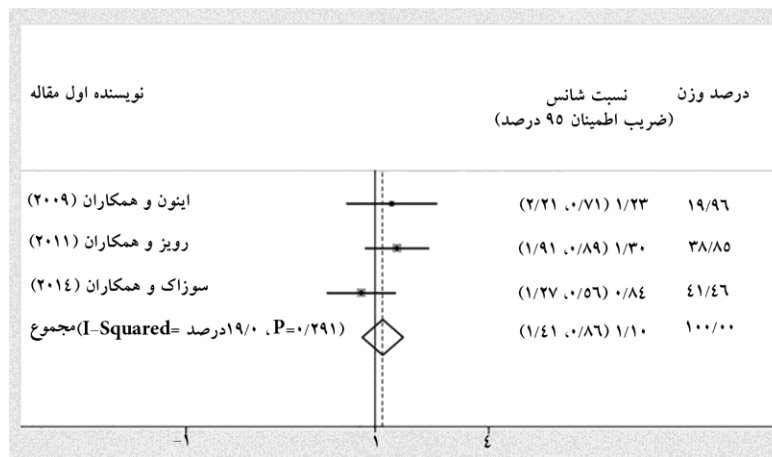 نویسنده اول مقاله نسبت شانس درصد وزن
(ضریب اطمینان ۹۵ درصد)
اینون و همکاران (۲۰۰۹) ۱/۲۳ (۰/۷۱، ۲/۲۱) ۱۹/۹۶
رویز و همکاران (۲۰۱۱) ۱/۳۰ (۰/۸۹، ۱/۹۱) ۳۸/۸۵
سوزاک و همکاران (۲۰۱٤) ۰/۸٤ (۰/٥٦، ۱/۲۷) ٤۱/٤٦
مجموع(I-Squared= ۱۹/۰درصد ، P=۰/۲۹۱) ۱/۱۰ (۰/۸٦، ۱/٤۱) ۱۰۰/۰۰
-۱ ۱ ٤